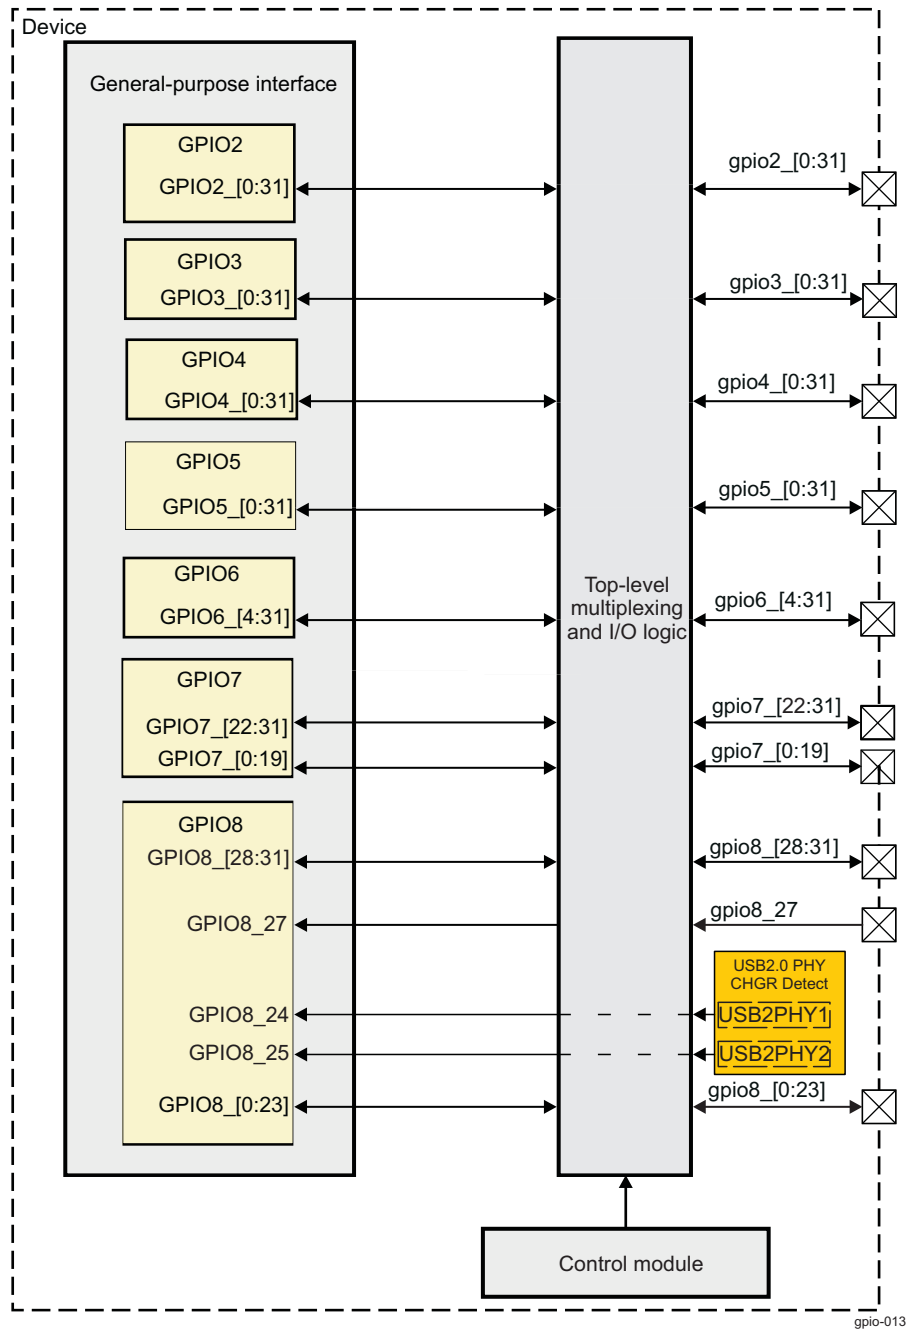 Device
General-purpose interface
GPIO2
GPIO2_[0:31]
gpio2_[0:31]
GPIO3
GPIO3_[0:31]
gpio3_[0:31]
GPIO4
GPIO4_[0:31]
gpio4_[0:31]
GPIO5
GPIO5_[0:31]
gpio5_[0:31]
GPIO6
GPIO6_[4:31]
gpio6_[4:31]
Top-level
multiplexing
and I/O logic
GPIO7
GPIO7_[22:31]
gpio7_[22:31]
GPIO7_[0:19]
gpio7_[0:19]
GPIO8
GPIO8_[28:31]
gpio8_[28:31]
GPIO8_27
gpio8_27
USB2.0 PHY
CHGR Detect
GPIO8_24
USB2PHY1
GPIO8_25
USB2PHY2
GPIO8_[0:23]
gpio8_[0:23]
Control module
gpio-013